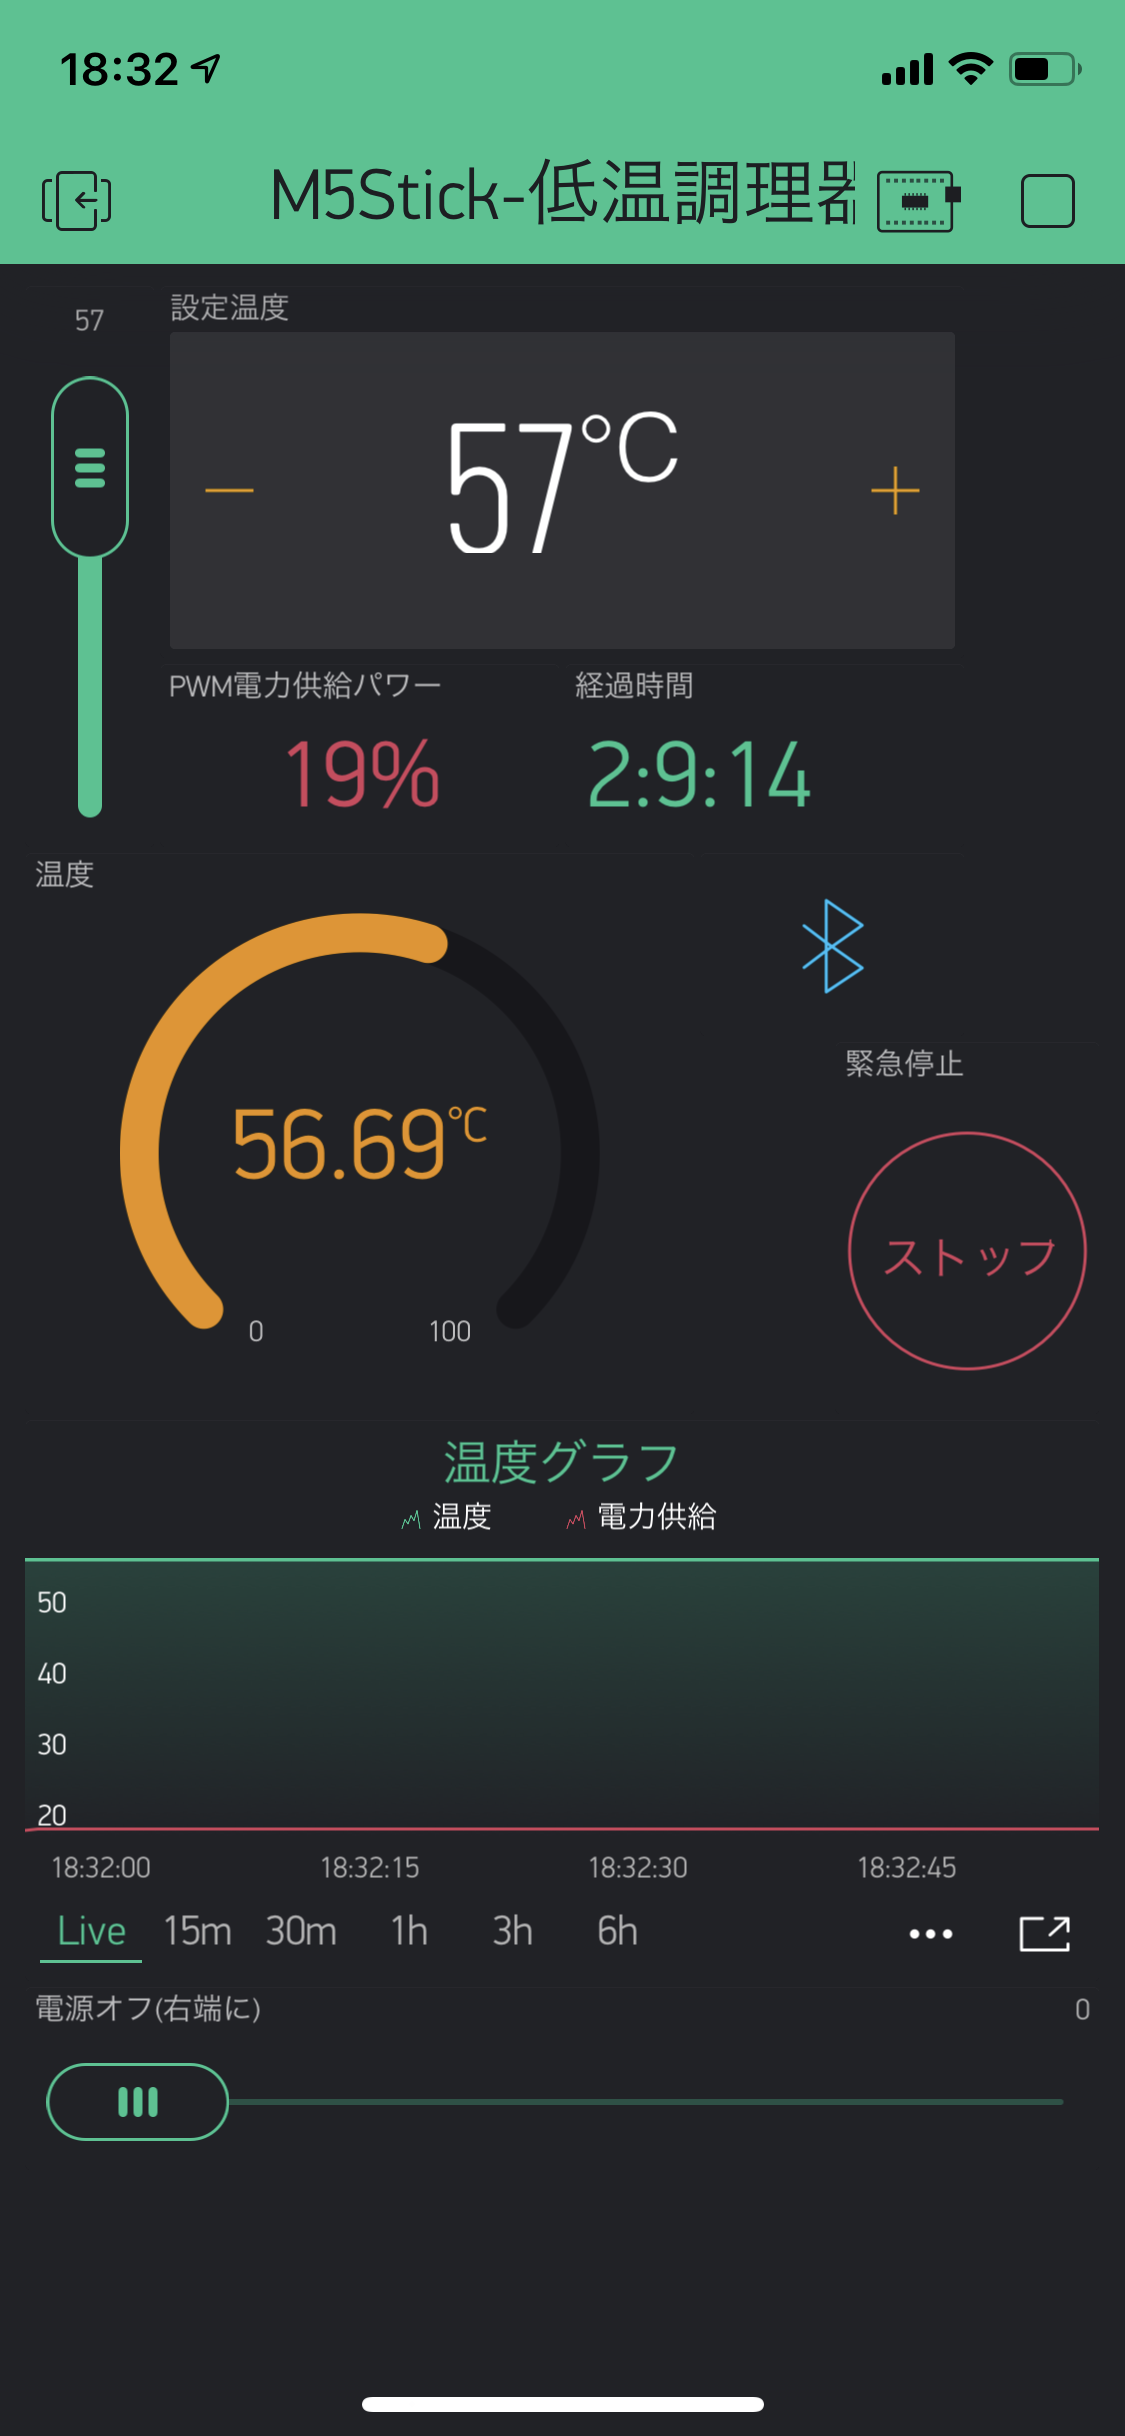 18:32
M5Stick-低温調理器
57
設定温度
57°C
PWM電力供給パワー
経過時間
19%
2:9:14
温度
緊急停止
56.69°C
ストップ
0
100
温度グラフ
温度
電力供給
50
40
30
20
18:32:00
18:32:15
18:32:30
18:32:45
Live 15m 30m 1h 3h 6h
電源オフ(右端に)
0